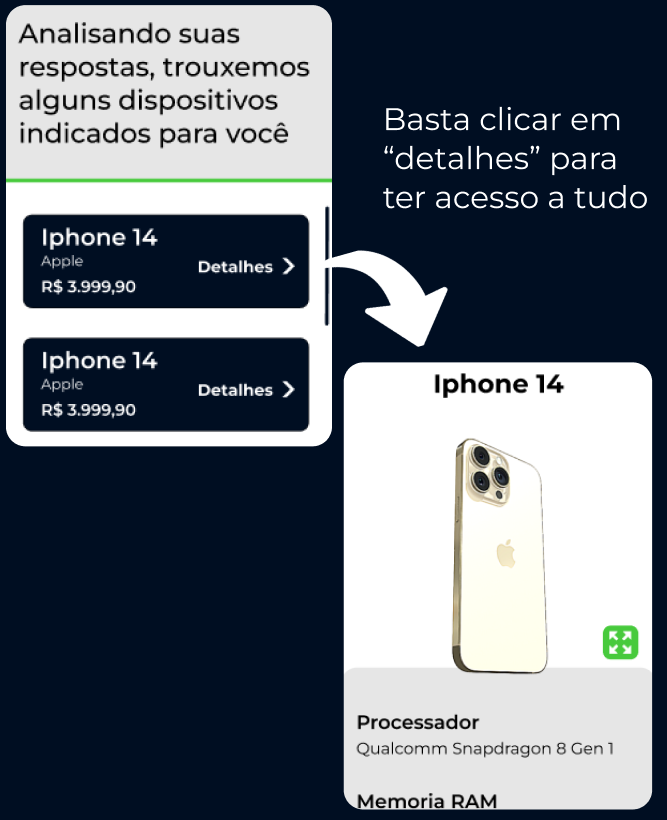 Analisando suas
respostas, trouxemos
alguns dispositivos
indicados para você
Iphone 14
Apple
R$ 3.999,90
Detalhes
Iphone 14
Apple
R$ 3.999,90
Detalhes
Basta clicar em
“detalhes” para
ter acesso a tudo
Iphone 14
Processador
Qualcomm Snapdragon 8 Gen 1
Memoria RAM